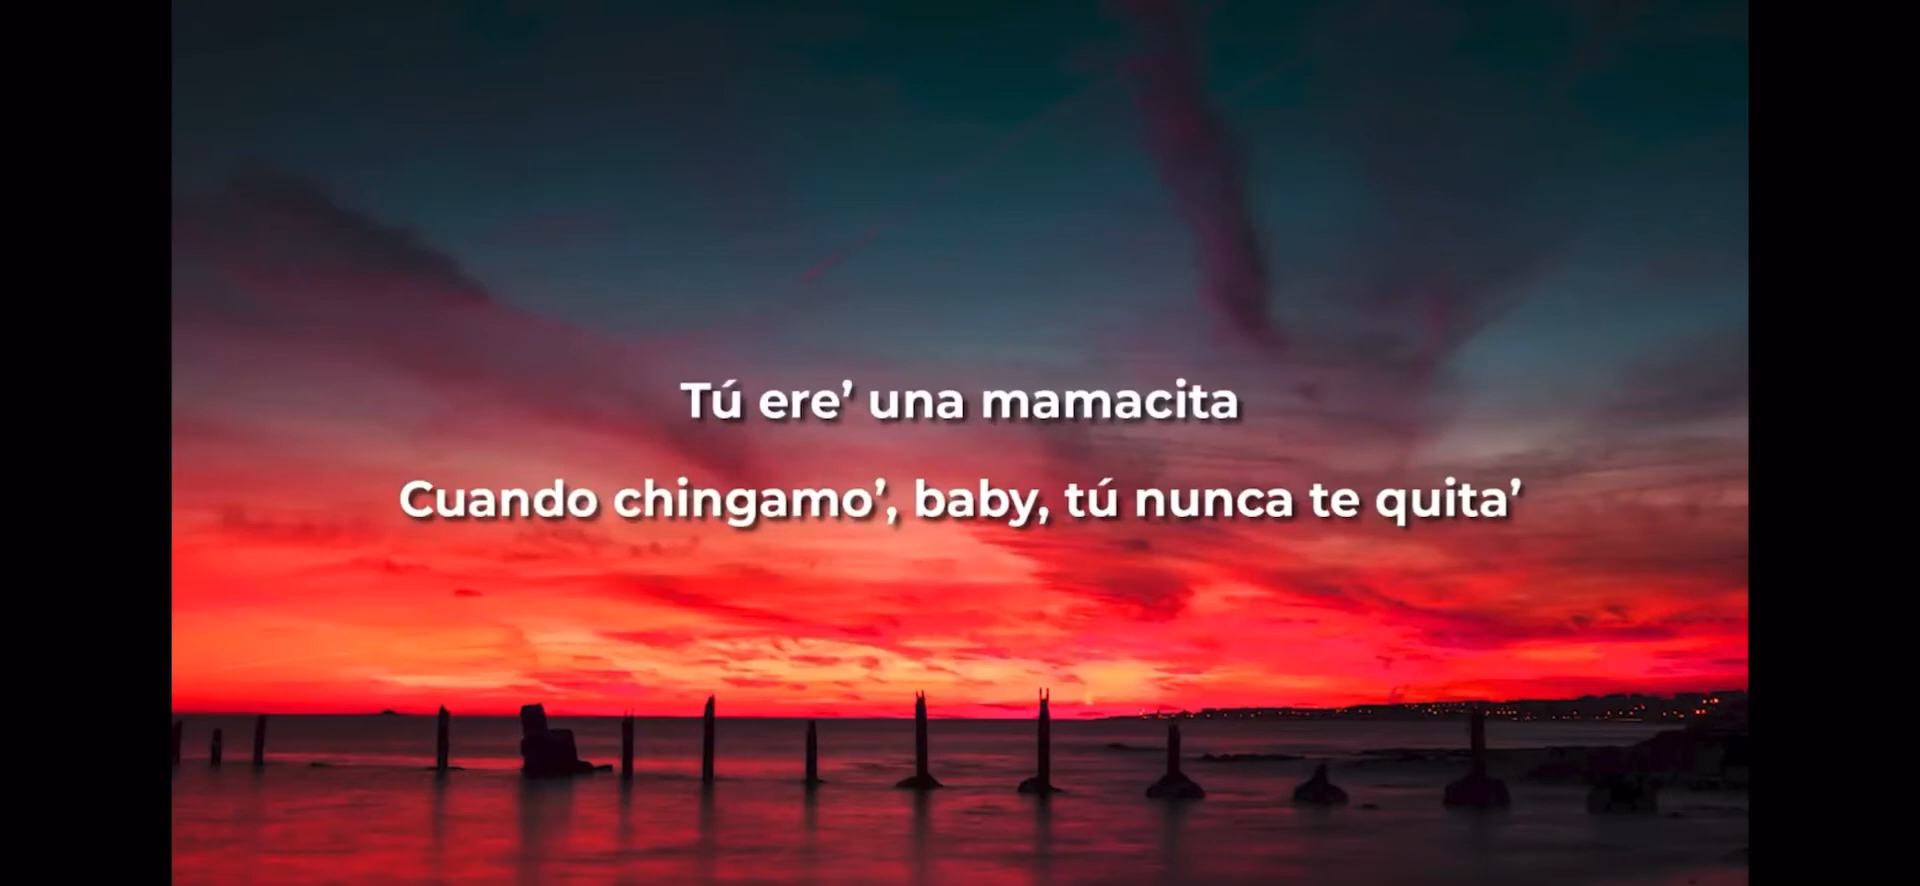 Tú ere’ una mamacita
Cuando chingamo’, baby, tú nunca te quita’